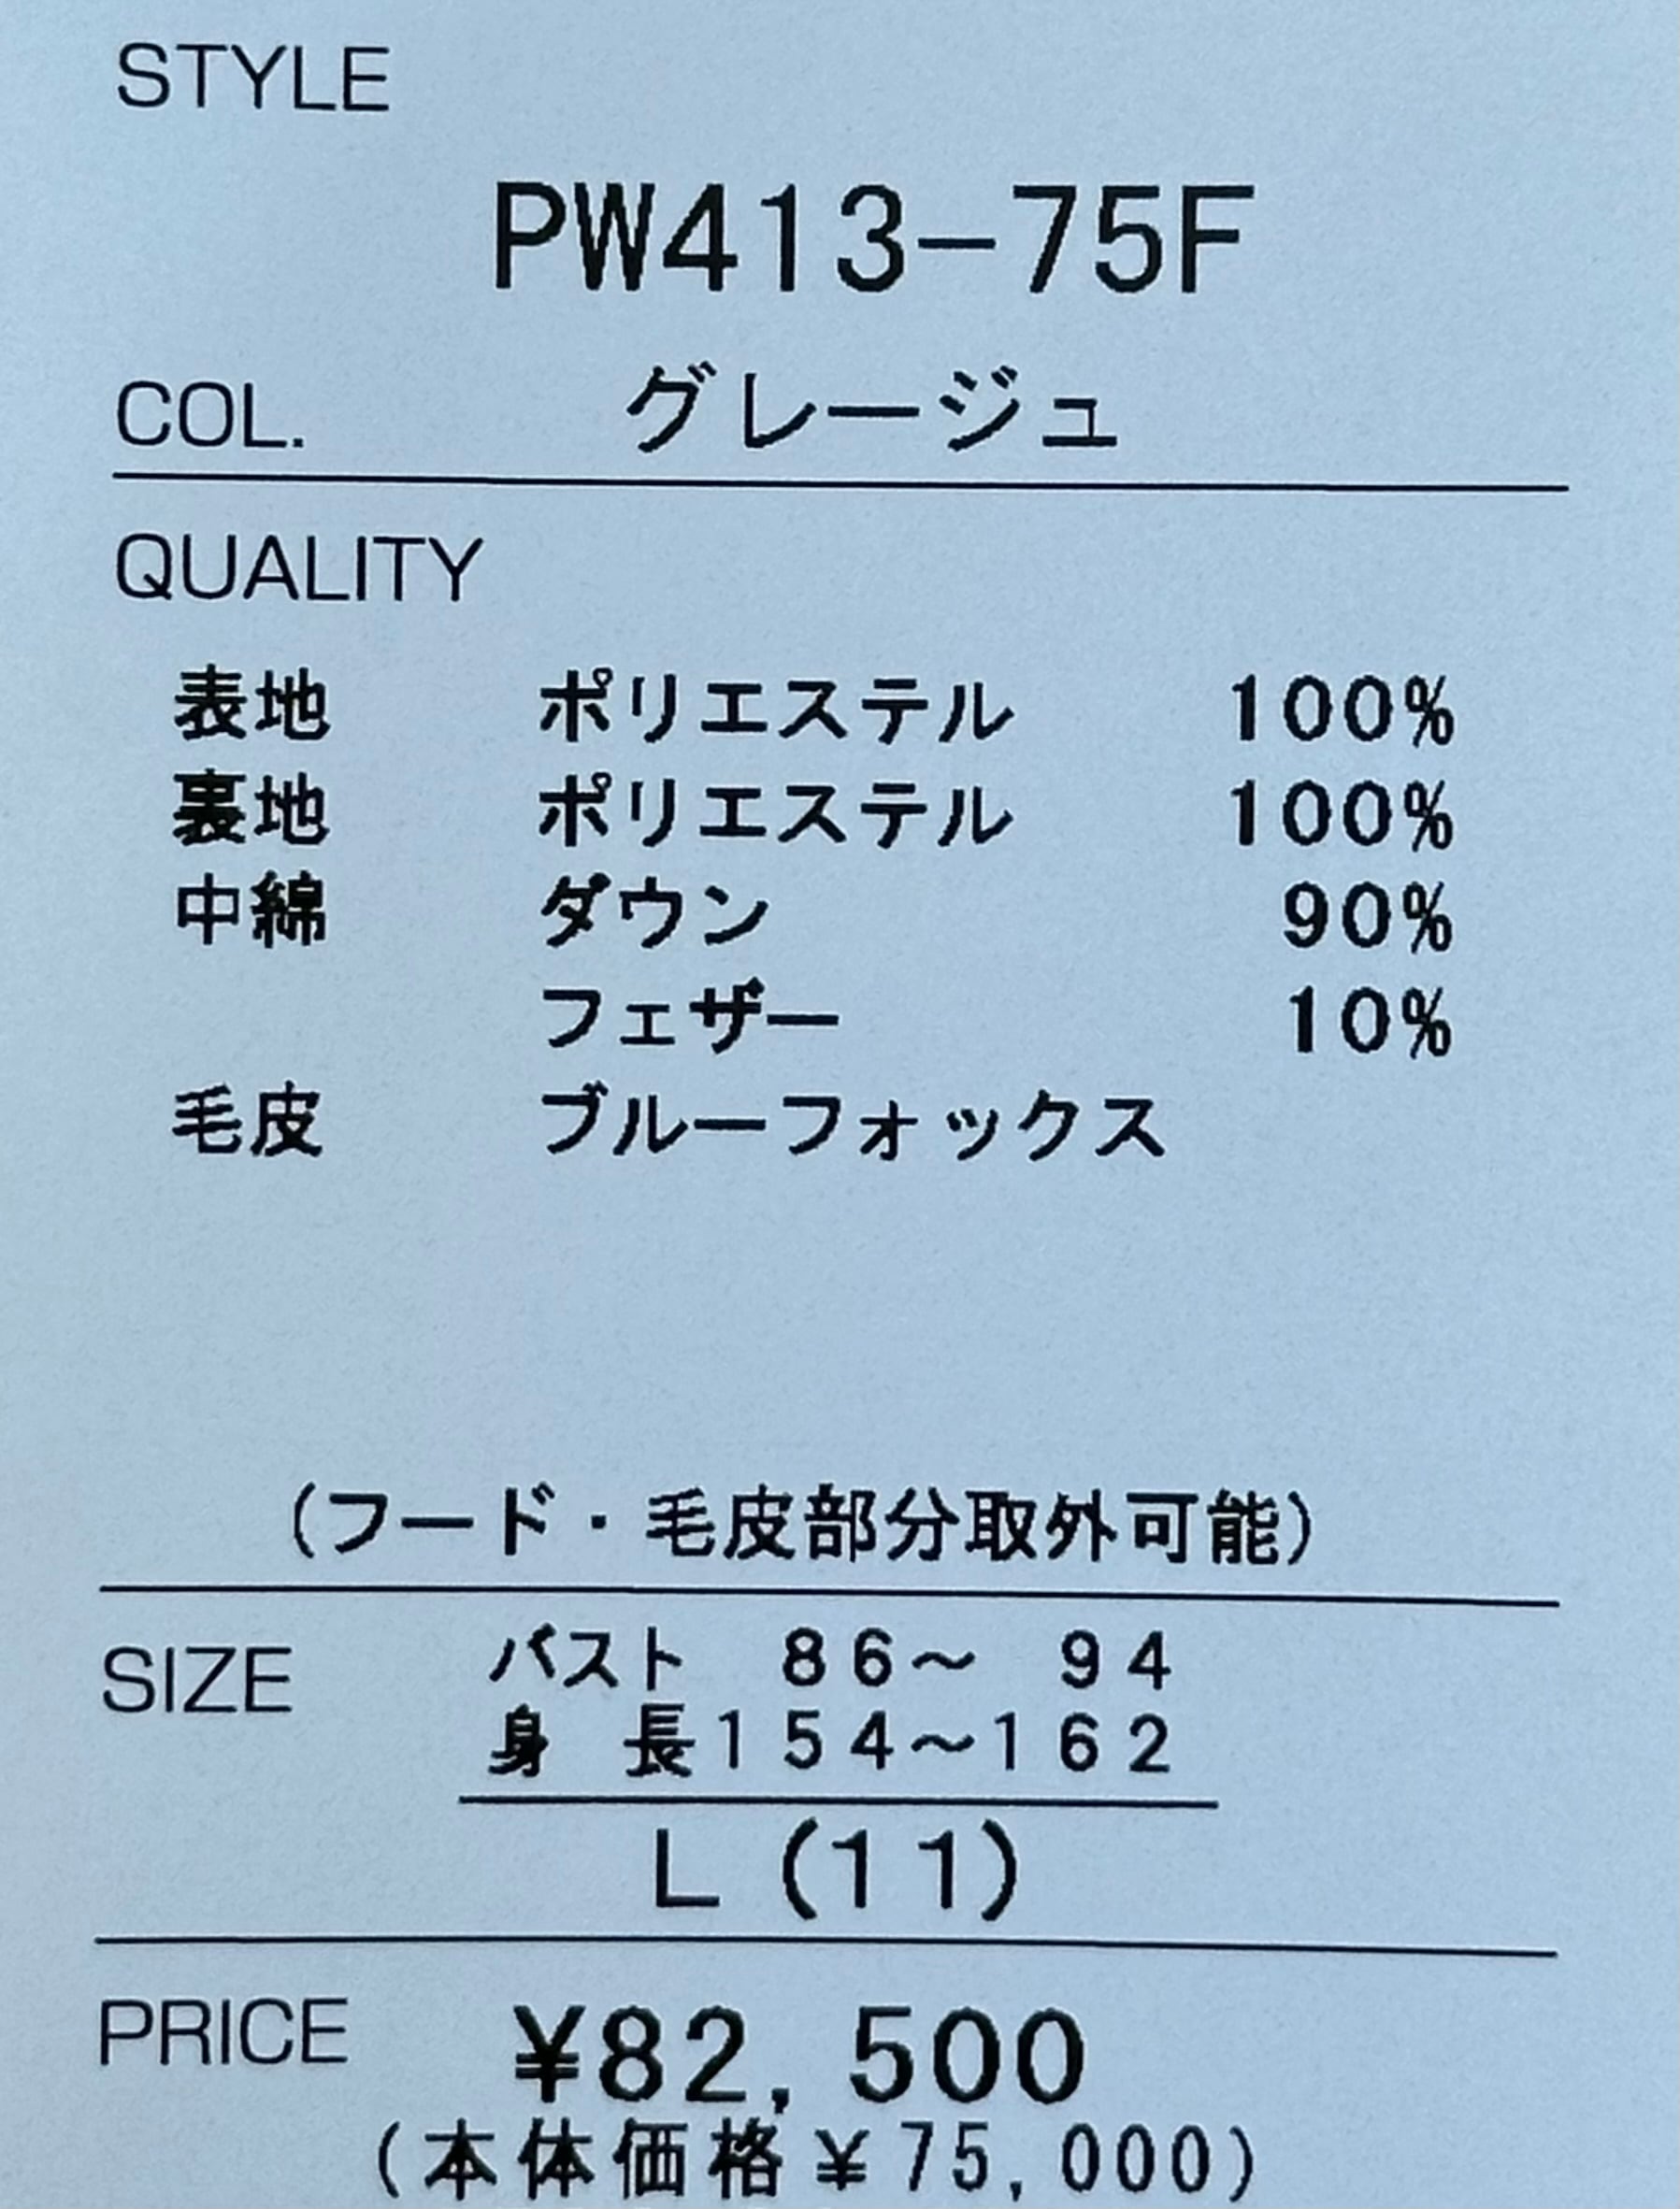 STYLE
PW413-75F
COL. グレージュ
QUALITY
表地 ポリエステル 100%
裏地 ポリエステル 100%
中綿 ダウン 90%
フェザー 10%
毛皮 ブルーフォックス
(フード・毛皮部分取外可能)
SIZE バスト 86～ 94
身 長154～162
L (11)
PRICE ¥82,500
(本体価格¥75,000)